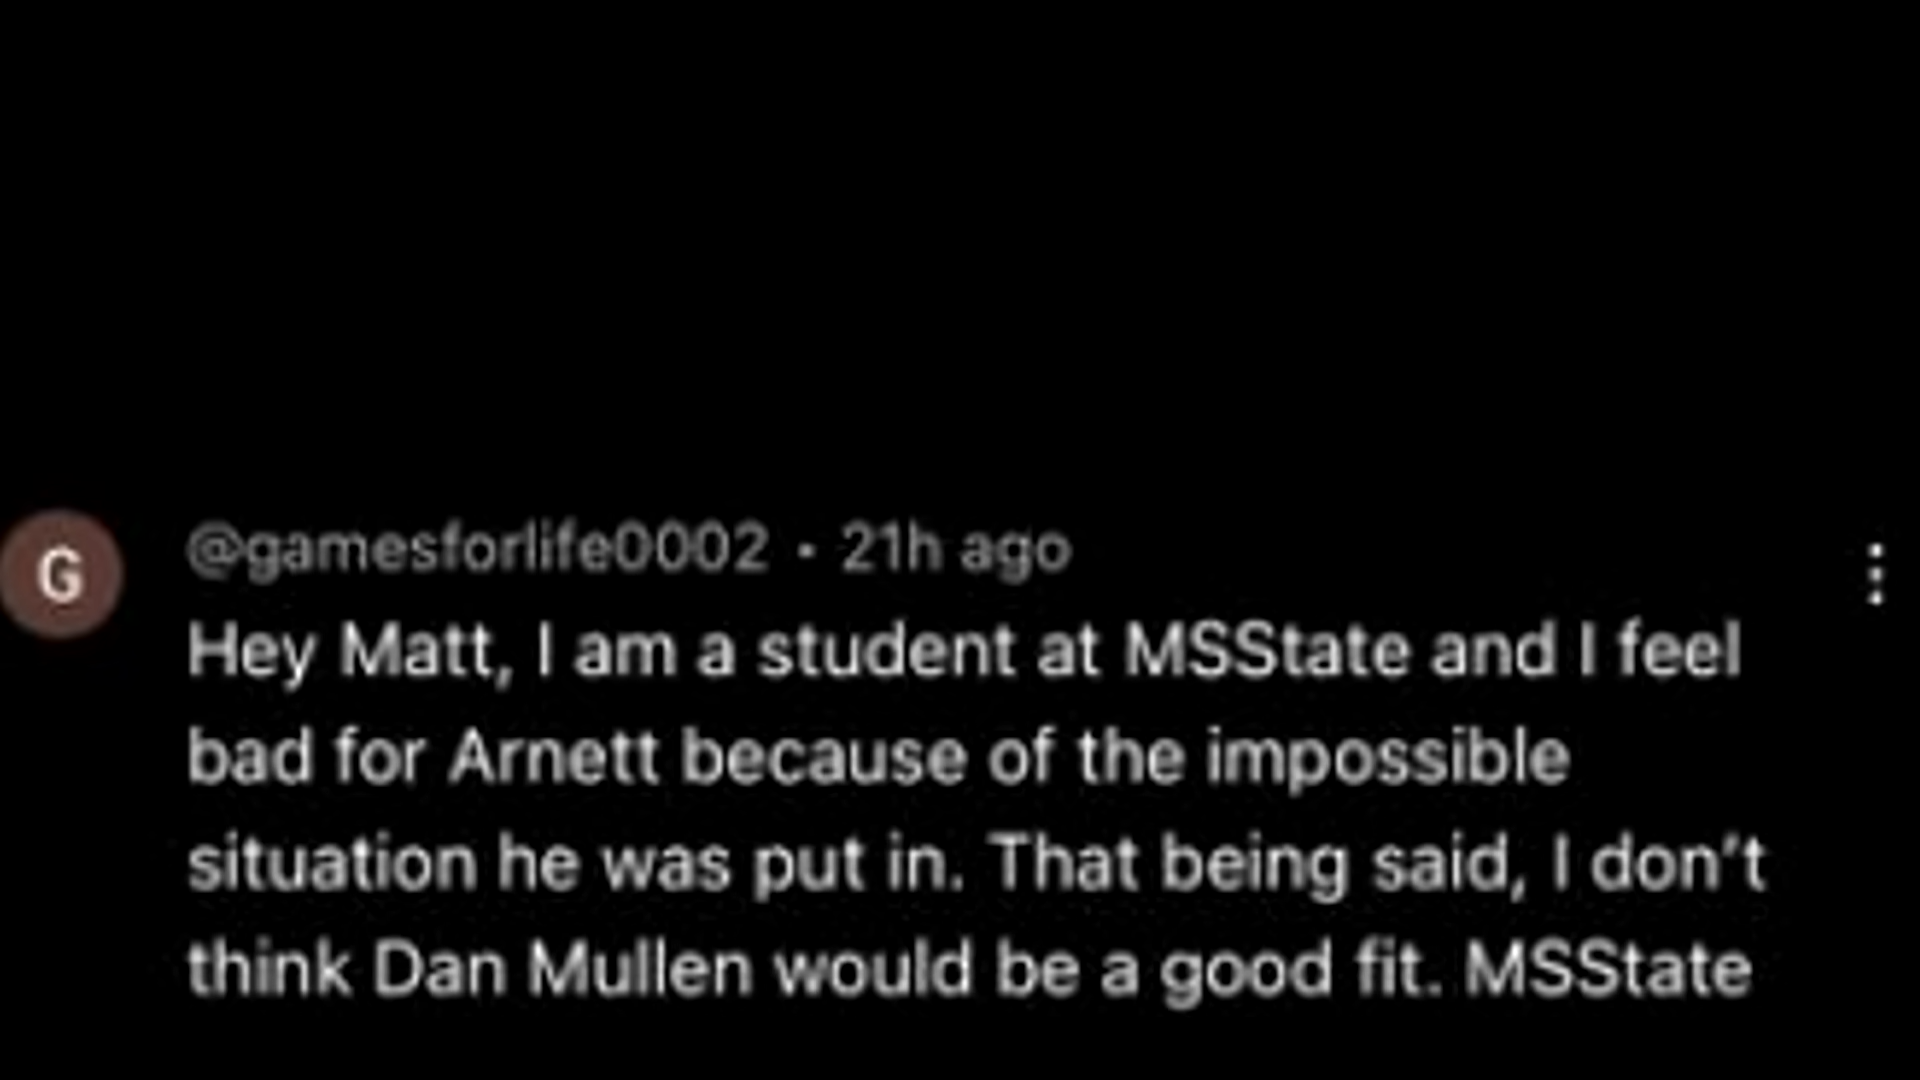 G
@gamesforlife0002 • 21h ago
Hey Matt, I am a student at MSState and I feel
bad for Arnett because of the impossible
situation he was put in. That being said, I don’t
think Dan Mullen would be a good fit. MSState